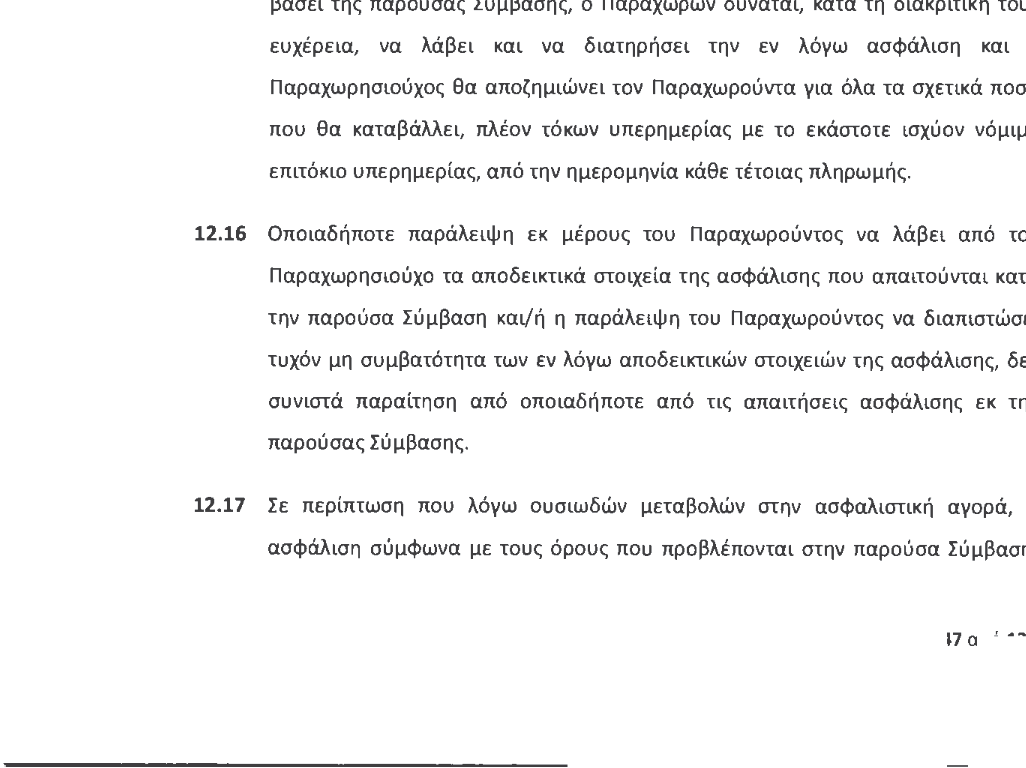 βάσει της παρούσας Σύμβασης, ο Παραχωρών δύναται, κατά τη διακριτική του
ευχέρεια, να λάβει και να διατηρήσει την εν λόγω ασφάλιση και
Παραχωρησιούχος θα αποζημιώνει τον Παραχωρούντα για όλα τα σχετικά ποσ
που θα καταβάλλει, πλέον τόκων υπερημερίας με το εκάστοτε ισχύον νόμιμ
επιτόκιο υπερημερίας, από την ημερομηνία κάθε τέτοιας πληρωμής.
12.16 Οποιαδήποτε παράλειψη εκ μέρους του Παραχωρούντος να λάβει από το
Παραχωρησιούχο τα αποδεικτικά στοιχεία της ασφάλισης που απαιτούνται κατ
την παρούσα Σύμβαση και/ή η παράλειψη του Παραχωρούντος να διαπιστώσε
τυχόν μη συμβατότητα των εν λόγω αποδεικτικών στοιχειών της ασφάλισης, δε
συνιστά παραίτηση από οποιαδήποτε από τις απαιτήσεις ασφάλισης εκ τη
παρούσας Σύμβασης.
12.17 Σε περίπτωση που λόγω ουσιωδών μεταβολών στην ασφαλιστική αγορά,
ασφάλιση σύμφωνα με τους όρους που προβλέπονται στην παρούσα Σύμβαση